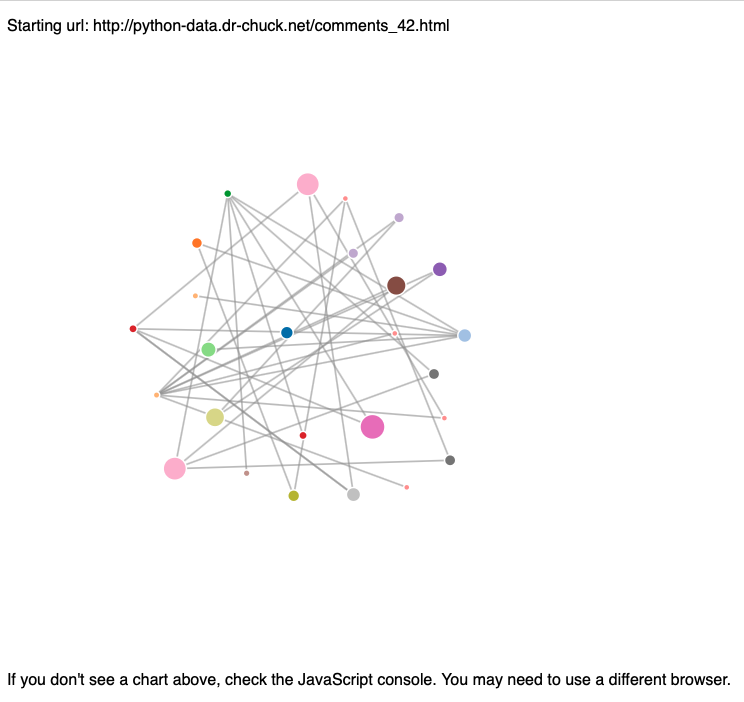 Starting url: http://python-data.dr-chuck.net/comments_42.html
If you don't see a chart above, check the JavaScript console. You may need to use a different browser.